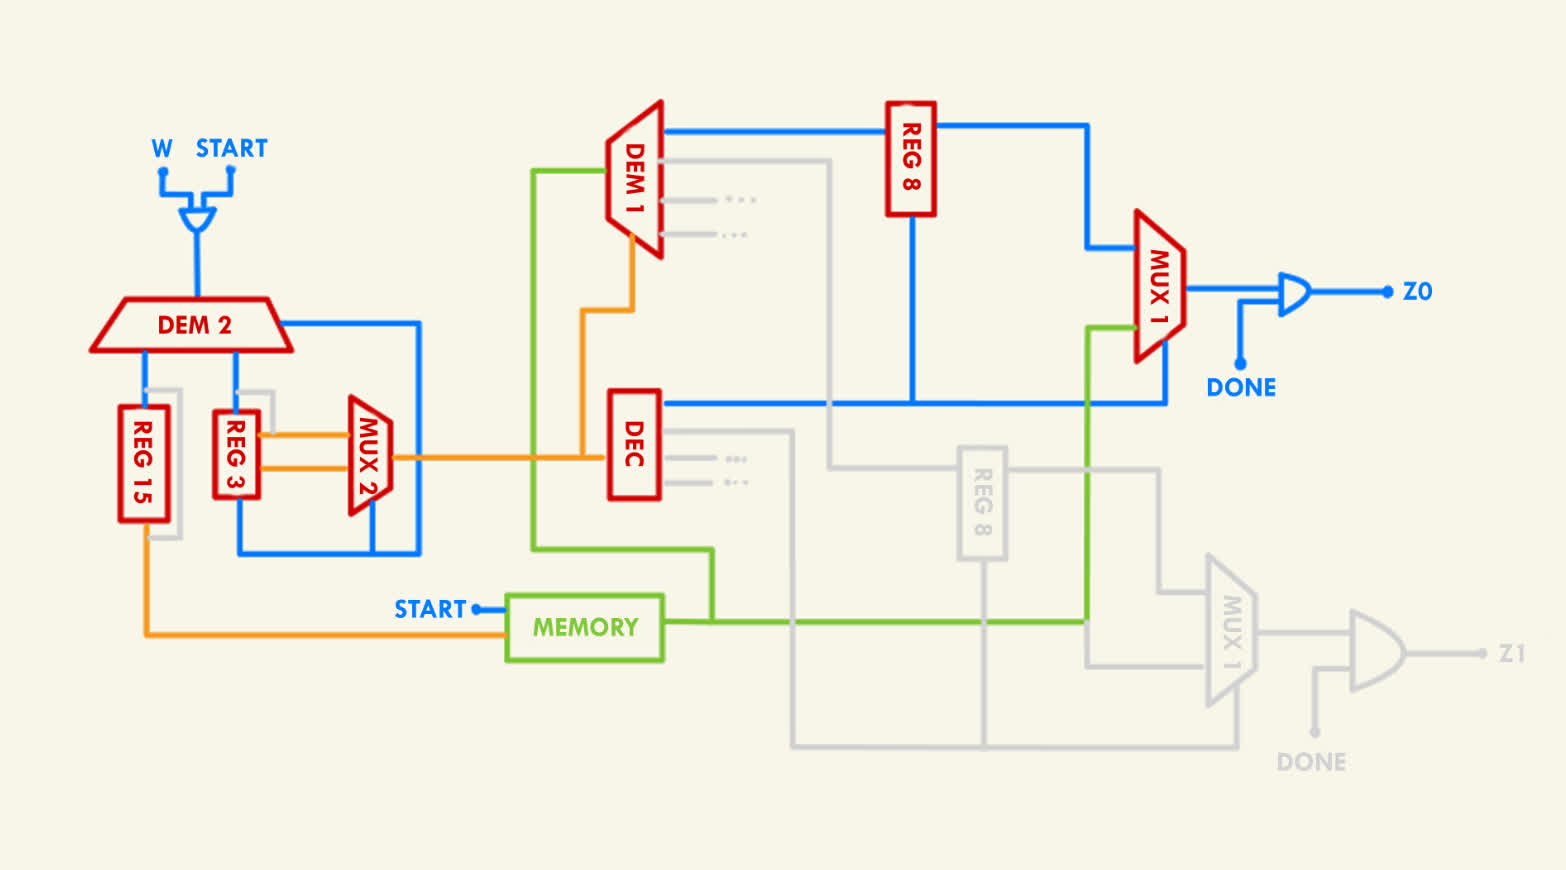 W START
DEM 2
REG 15
REG 3
MUX 2
DEM 1
DEC
START
MEMORY
REG 8
MUX 1
Z0
DONE
REG 8
MUX 1
Z1
DONE